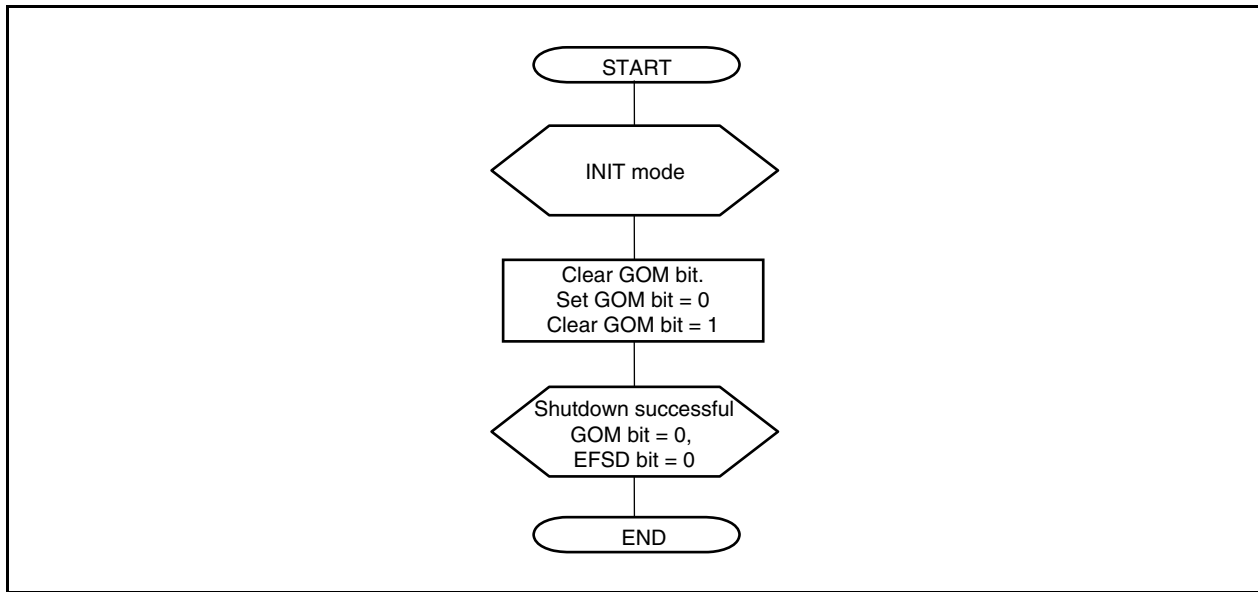 START
INIT mode
Clear GOM bit.
Set GOM bit = 0
Clear GOM bit = 1
Shutdown successful
GOM bit = 0,
EFSD bit = 0
END